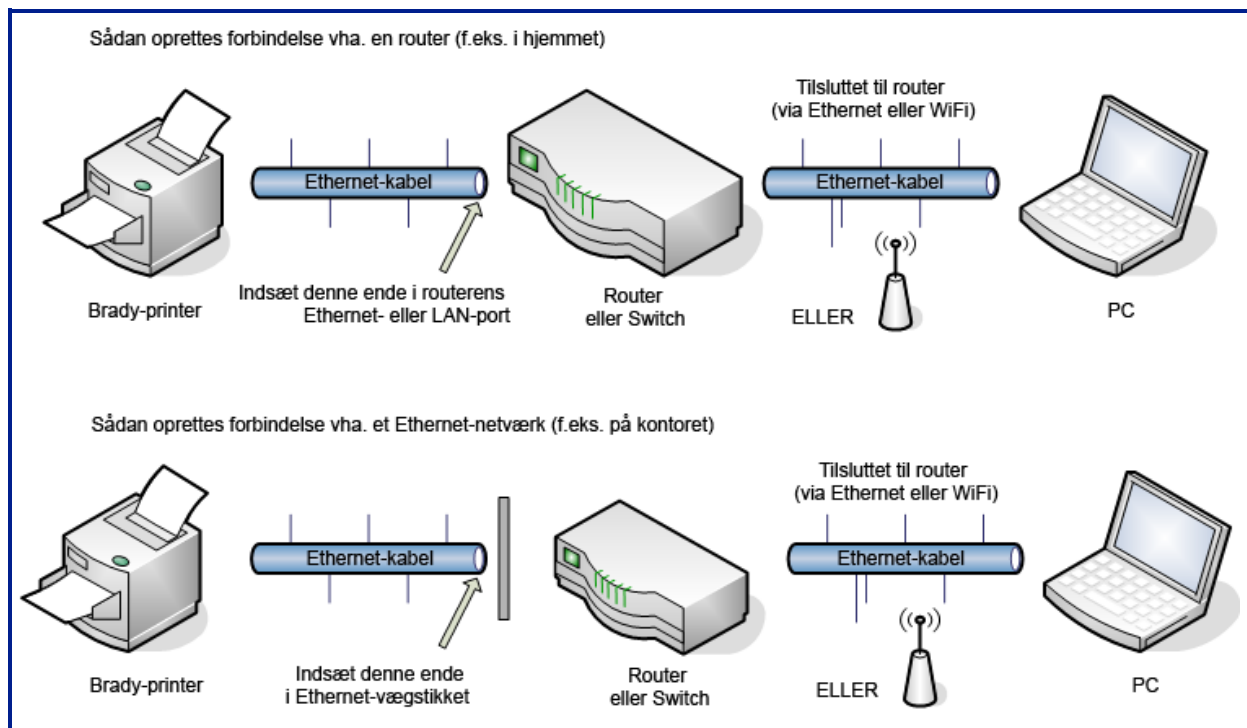 Sådan oprettes forbindelse vha. en router (f.eks. i hjemmet)
Tilsluttet til router
(via Ethernet eller WiFi)
Ethernet-kabel
Ethernet-kabel
Indsæt denne ende i routerens
Ethernet- eller LAN-port
Brady-printer
Router
eller Switch
ELLER
PC
Sådan oprettes forbindelse vha. et Ethernet-netværk (f.eks. på kontoret)
Tilsluttet til router
(via Ethernet eller WiFi)
Ethernet-kabel
Ethernet-kabel
Brady-printer
Indsæt denne ende
i Ethernet-vægstikket
Router
eller Switch
ELLER
PC